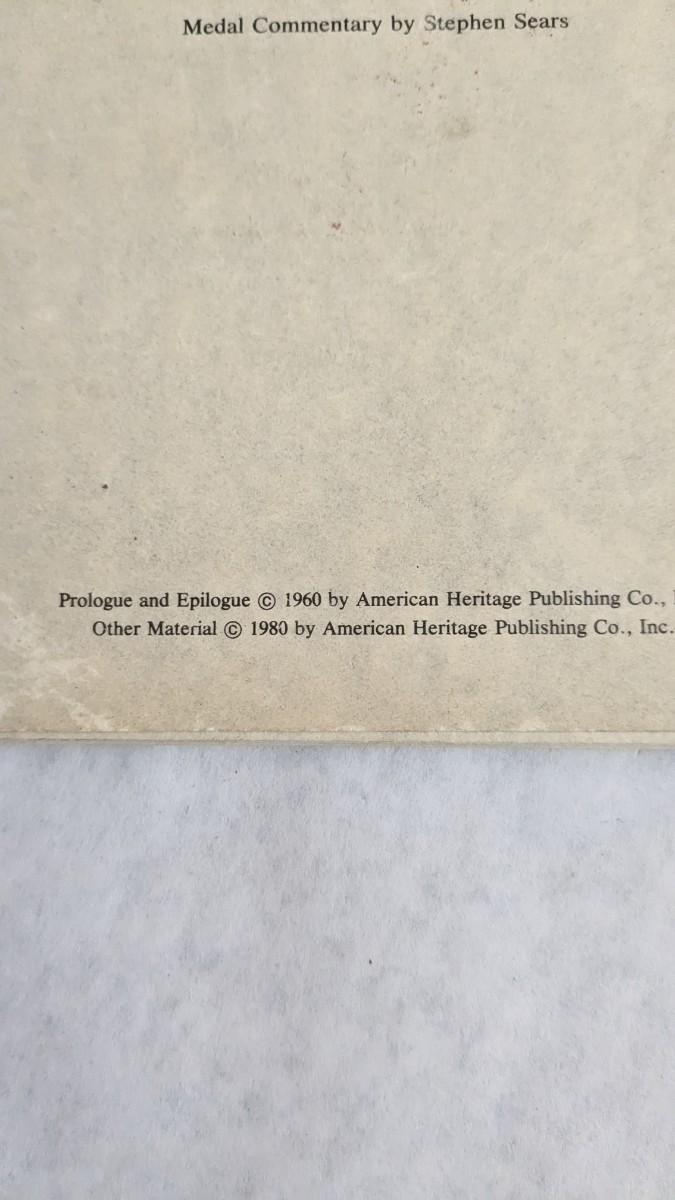 Medal Commentary by Stephen Sears
Prologue and Epilogue © 1960 by American Heritage Publishing Co.,
Other Material © 1980 by American Heritage Publishing Co., Inc.